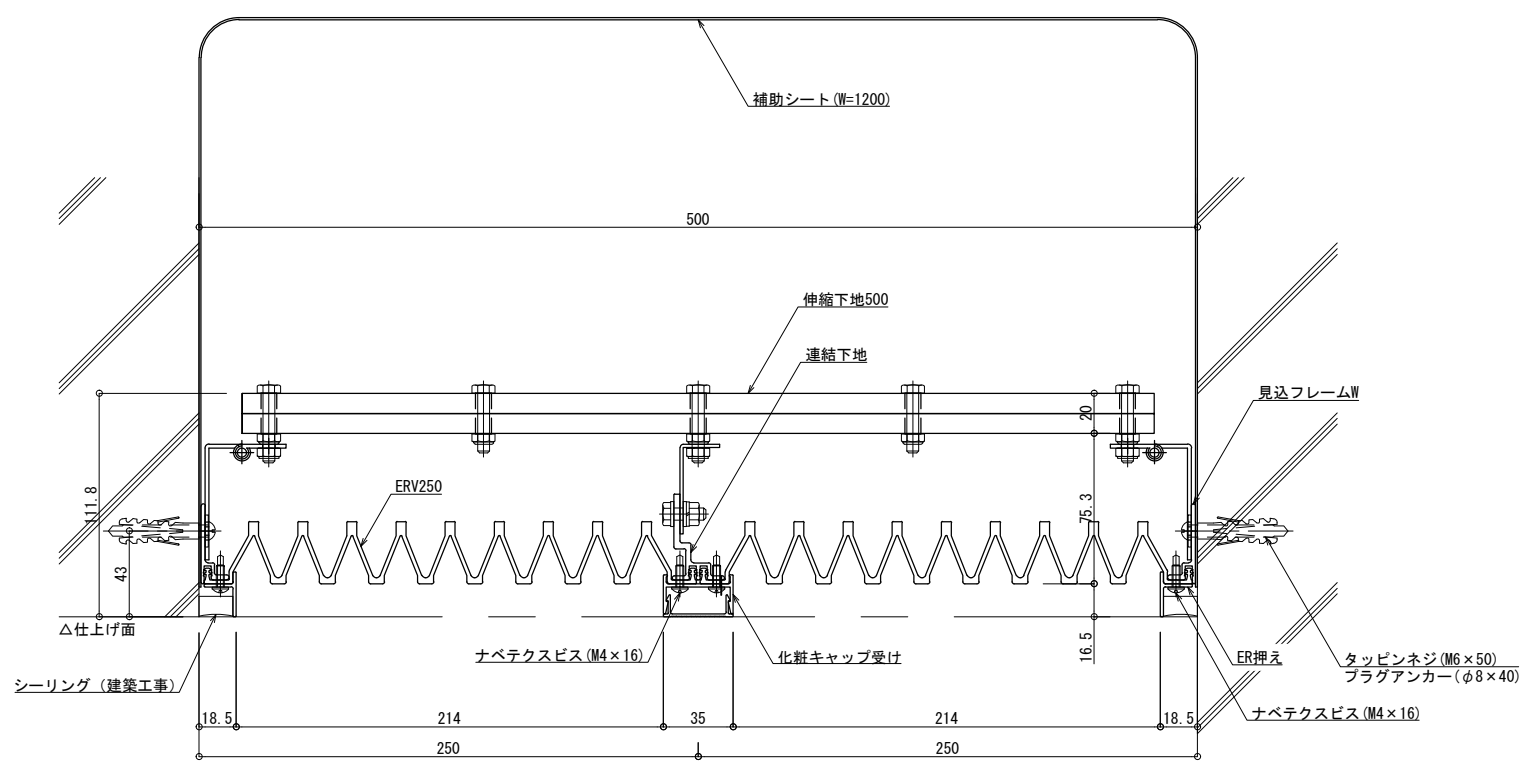 補助シート(W=1200)
500
伸縮下地500
連結下地
見込フレームW
20
ERV250
111.8
75.3
43
△仕上げ面
16.5
ナベテクスビス(M4×16)
化粧キャップ受け
ER押え
タッピンネジ(M6×50)
プラグアンカー(φ8×40)
シーリング（建築工事）
ナベテクスビス(M4×16)
18.5
214
35
214
18.5
250
250